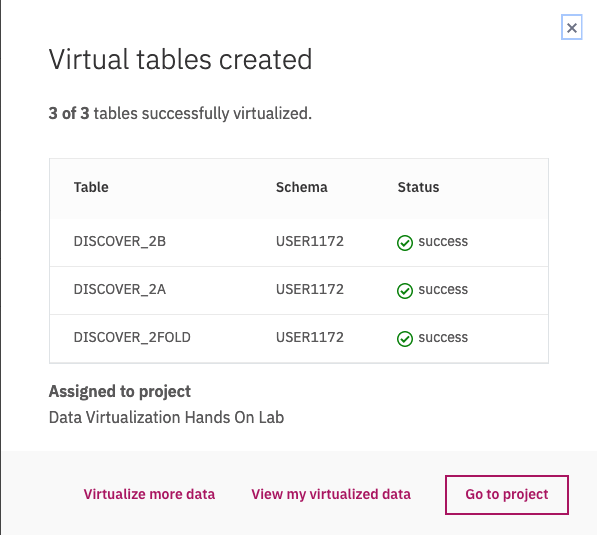 Virtual tables created
3 of 3 tables successfully virtualized.
Table Schema Status
DISCOVER_2B USER1172 success
DISCOVER_2A USER1172 success
DISCOVER_2FOLD USER1172 success
Assigned to project
Data Virtualization Hands On Lab
Virtualize more data View my virtualized data Go to project